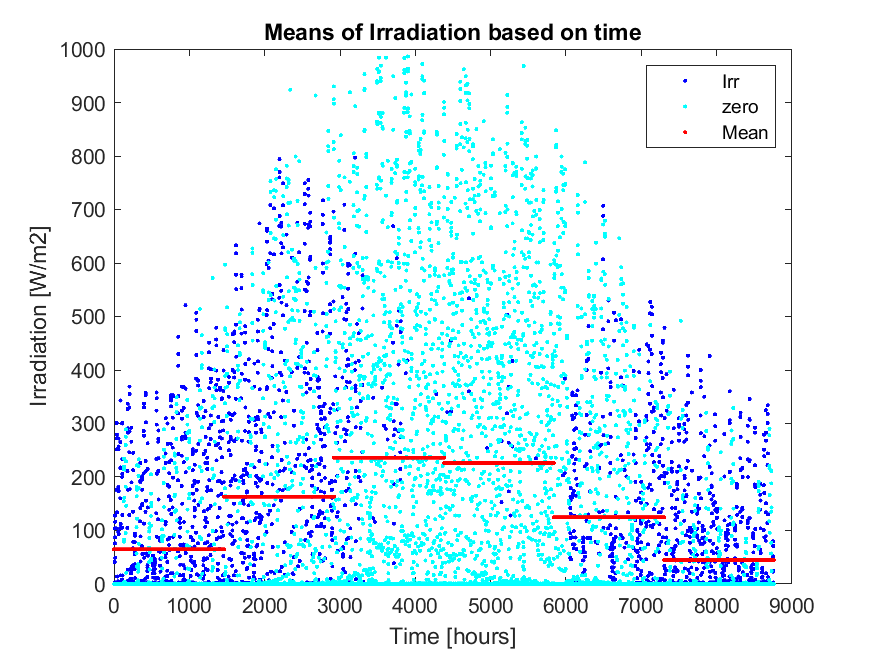 Means of Irradiation based on time
Irradiation [W/m2]
1000
900
800
700
600
500
400
300
200
100
0
Irr
zero
Mean
0 1000 2000 3000 4000 5000 6000 7000 8000 9000
Time [hours]